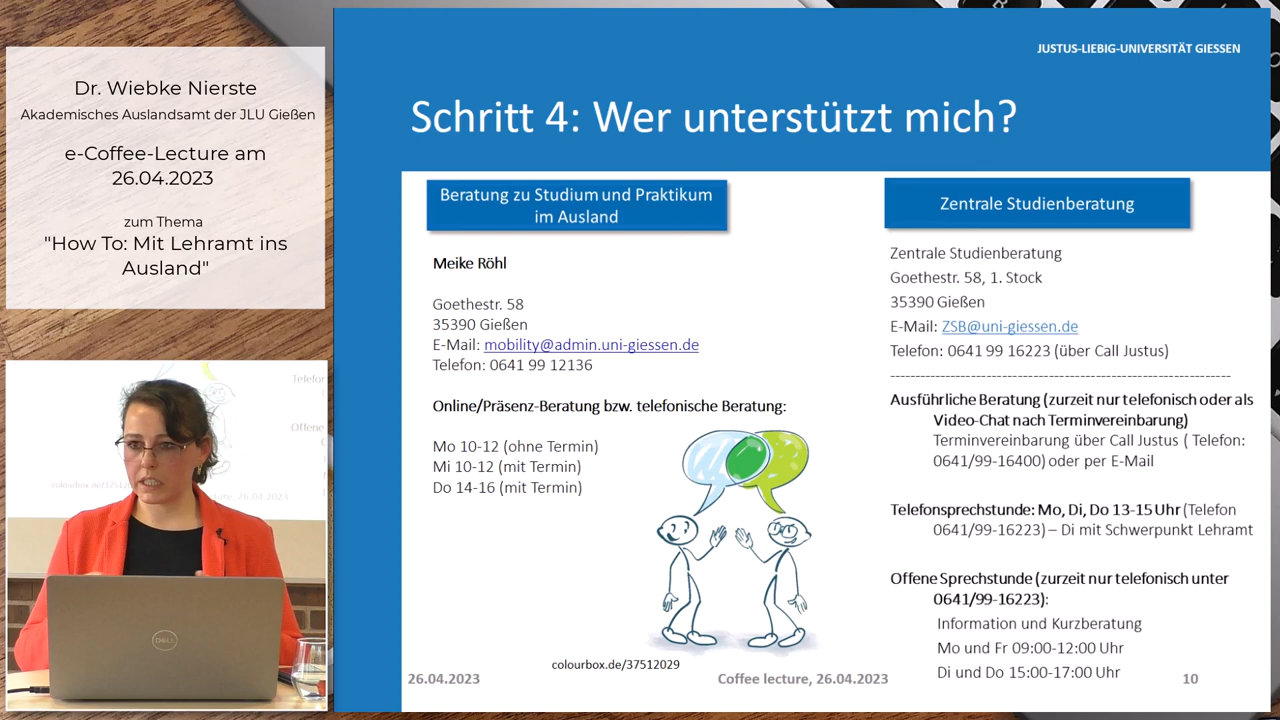 Dr. Wiebke Nierste
Akademisches Auslandsamt der JLU Gießen
e-Coffee-Lecture am
26.04.2023
zum Thema
"How To: Mit Lehramt ins
Ausland"
JUSTUS-LIEBIG-UNIVERSITÄT GIESSEN
Schritt 4: Wer unterstützt mich?
Beratung zu Studium und Praktikum
im Ausland
Meike Röhl
Goethestr. 58
35390 Gießen
E-Mail: mobility@admin.uni-giessen.de
Telefon: 0641 99 12136
Online/Präsenz-Beratung bzw. telefonische Beratung:
Mo 10-12 (ohne Termin)
Mi 10-12 (mit Termin)
Do 14-16 (mit Termin)
colourbox.de/37512029
Zentrale Studienberatung
Zentrale Studienberatung
Goethestr. 58, 1. Stock
35390 Gießen
E-Mail: ZSB@uni-giessen.de
Telefon: 0641 99 16223 (über Call Justus)
--------------------------------------------------------------------
Ausführliche Beratung (zurzeit nur telefonisch oder als
Video-Chat nach Terminvereinbarung)
Terminvereinbarung über Call Justus ( Telefon:
0641/99-16400) oder per E-Mail
Telefonsprechstunde: Mo, Di, Do 13-15 Uhr (Telefon
0641/99-16223) – Di mit Schwerpunkt Lehramt
Offene Sprechstunde (zurzeit nur telefonisch unter
0641/99-16223):
Information und Kurzberatung
Mo und Fr 09:00-12:00 Uhr
Di und Do 15:00-17:00 Uhr
26.04.2023
Coffee lecture, 26.04.2023
10
Telefon
Offene
colourbox.de/3751
cture, 26.04.2023
DELL